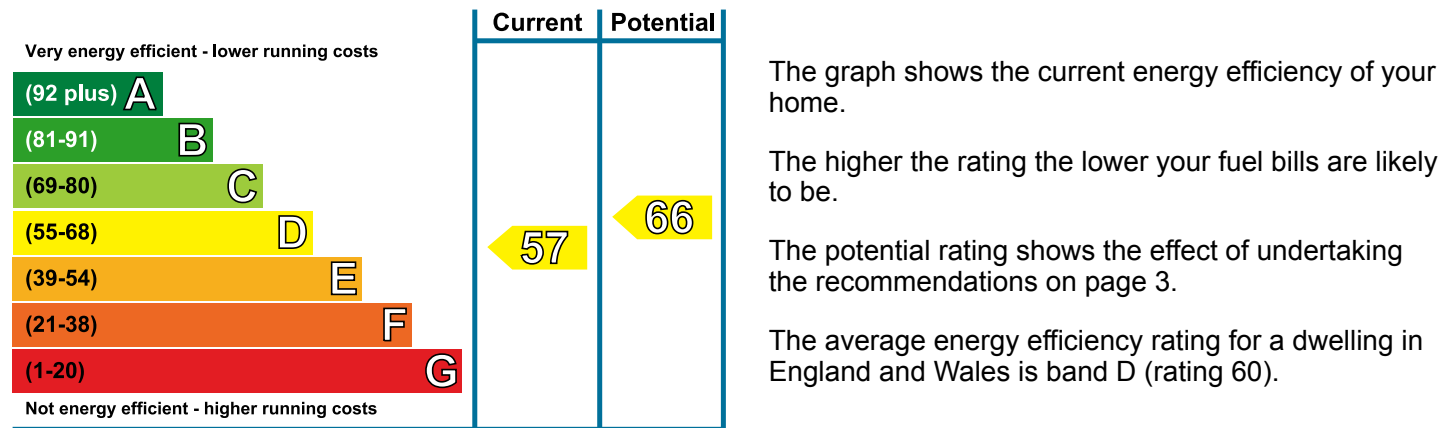 Current Potential
Very energy efficient - lower running costs
(92 plus) A
(81-91) B
(69-80) C
(55-68) D
(39-54) E
(21-38) F
(1-20) G
Not energy efficient - higher running costs
57
66
The graph shows the current energy efficiency of your
home.
The higher the rating the lower your fuel bills are likely
to be.
The potential rating shows the effect of undertaking
the recommendations on page 3.
The average energy efficiency rating for a dwelling in
England and Wales is band D (rating 60).